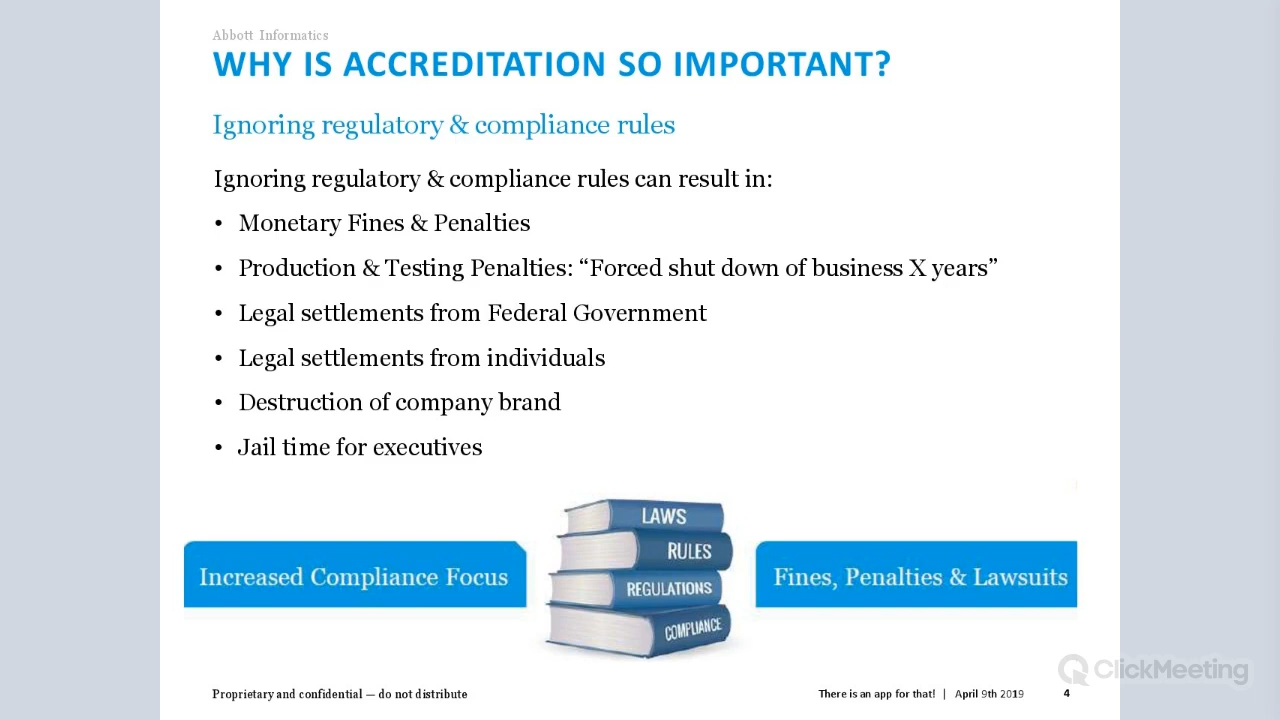 Abbott Informatics
WHY IS ACCREDITATION SO IMPORTANT?
Ignoring regulatory & compliance rules
Ignoring regulatory & compliance rules can result in:
• Monetary Fines & Penalties
• Production & Testing Penalties: “Forced shut down of business X years”
• Legal settlements from Federal Government
• Legal settlements from individuals
• Destruction of company brand
• Jail time for executives
Increased Compliance Focus
LAWS
RULES
REGULATIONS
COMPLIANCE
Fines, Penalties & Lawsuits
ClickMeeting
Proprietary and confidential — do not distribute
There is an app for that! | April 9th 2019 4